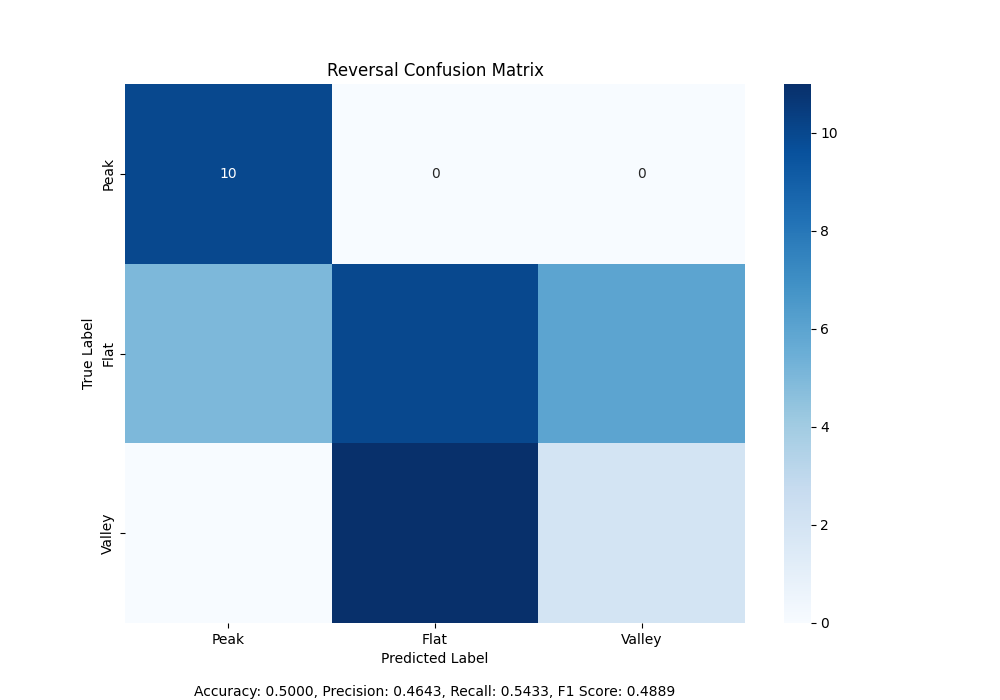 Reversal Confusion Matrix
10 0 0
Peak
Flat
Valley
True Label
Peak Flat Valley
Predicted Label
10
8
6
4
2
0
Accuracy: 0.5000, Precision: 0.4643, Recall: 0.5433, F1 Score: 0.4889